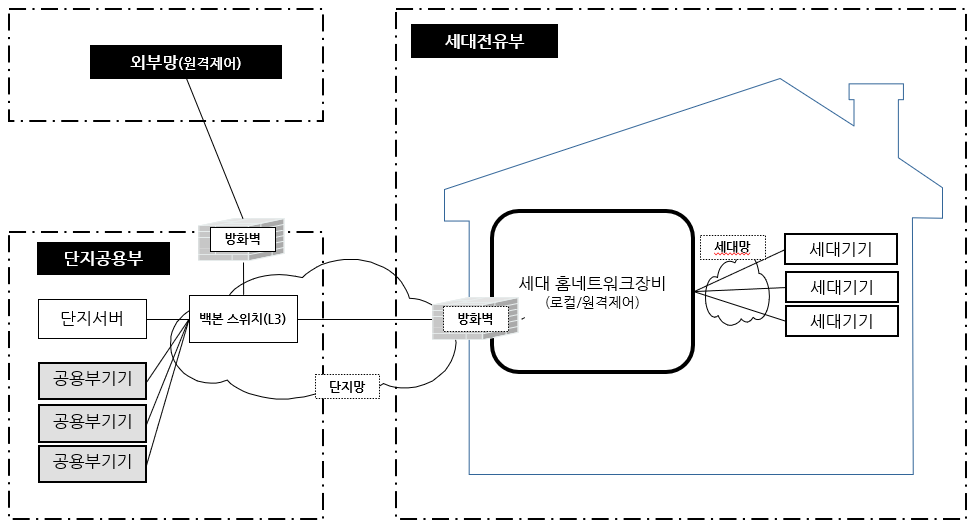 외부망(원격제어)
세대전유부
방화벽
단지공용부
단지서버
백본 스위치(L3)
공용부기기
공용부기기
공용부기기
단지망
방화벽
세대 홈네트워크장비
(로컬/원격제어)
세대망
세대기기
세대기기
세대기기